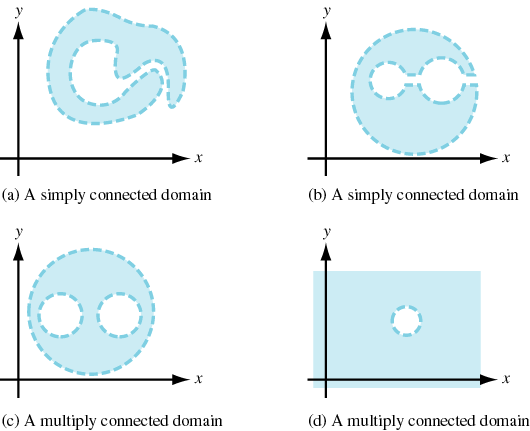 y
x
(a) A simply connected domain
y
x
(b) A simply connected domain
y
x
(c) A multiply connected domain
y
x
(d) A multiply connected domain